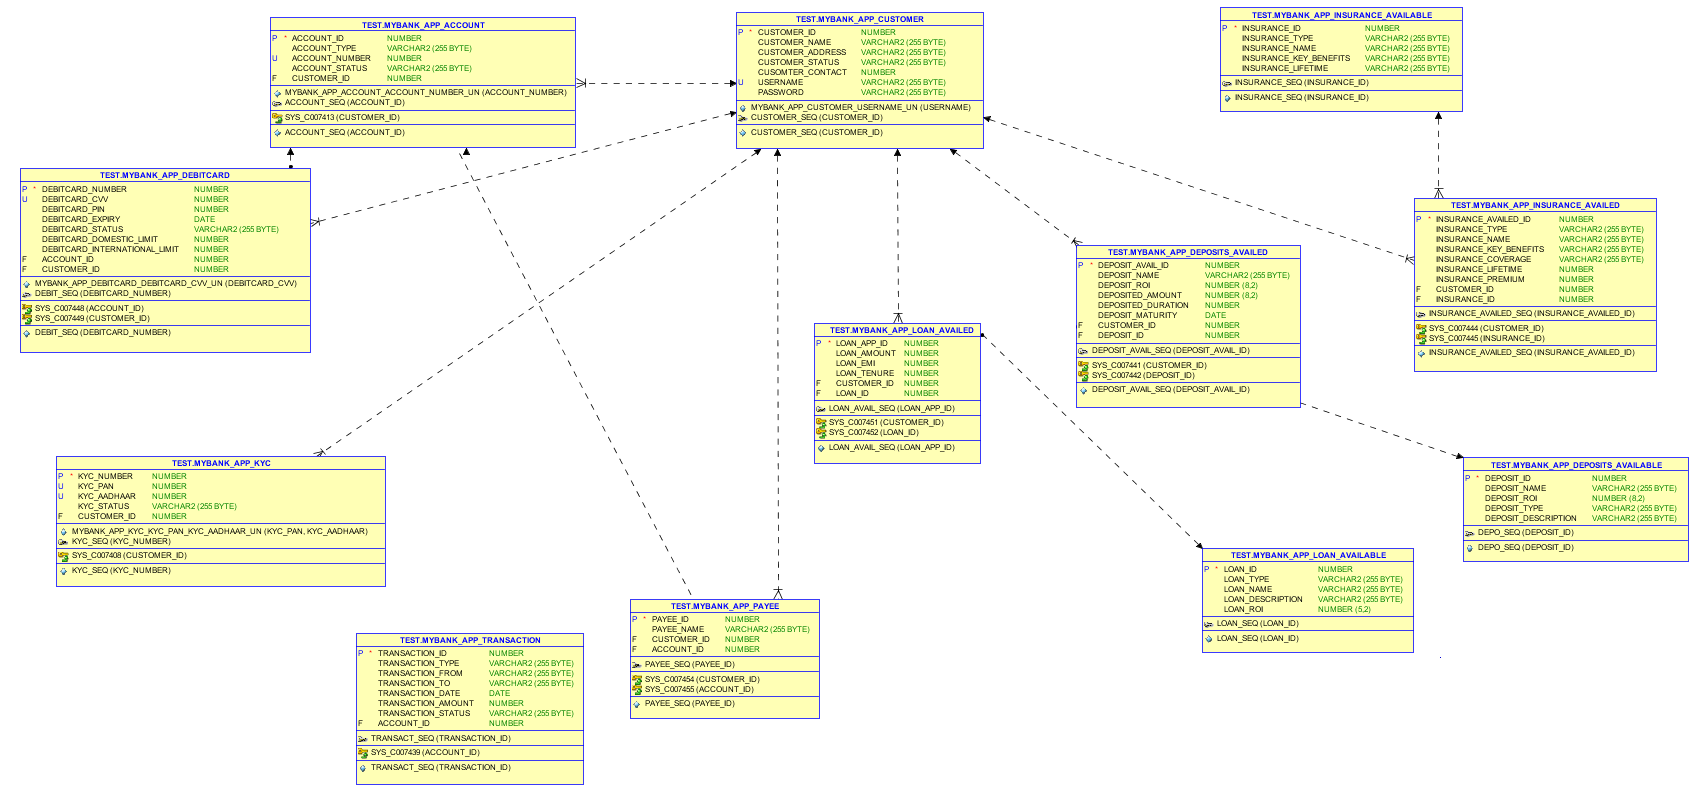 TEST.MYBANK_APP_ACCOUNT
P * ACCOUNT_ID NUMBER
ACCOUNT_TYPE VARCHAR2 (255 BYTE)
U ACCOUNT_NUMBER NUMBER
ACCOUNT_STATUS VARCHAR2 (255 BYTE)
F CUSTOMER_ID NUMBER
MYBANK_APP_ACCOUNT_ACCOUNT_NUMBER_UN (ACCOUNT_NUMBER)
ACCOUNT_SEQ (ACCOUNT_ID)
SYS_C007413 (CUSTOMER_ID)
ACCOUNT_SEQ (ACCOUNT_ID)
TEST.MYBANK_APP_CUSTOMER
P * CUSTOMER_ID NUMBER
CUSTOMER_NAME VARCHAR2 (255 BYTE)
CUSTOMER_ADDRESS VARCHAR2 (255 BYTE)
CUSTOMER_STATUS VARCHAR2 (255 BYTE)
CUSOMTER_CONTACT NUMBER
U USERNAME VARCHAR2 (255 BYTE)
PASSWORD VARCHAR2 (255 BYTE)
MYBANK_APP_CUSTOMER_USERNAME_UN (USERNAME)
CUSTOMER_SEQ (CUSTOMER_ID)
CUSTOMER_SEQ (CUSTOMER_ID)
TEST.MYBANK_APP_INSURANCE_AVAILABLE
P * INSURANCE_ID NUMBER
INSURANCE_TYPE VARCHAR2 (255 BYTE)
INSURANCE_NAME VARCHAR2 (255 BYTE)
INSURANCE_KEY_BENEFITS VARCHAR2 (255 BYTE)
INSURANCE_LIFETIME VARCHAR2 (255 BYTE)
INSURANCE_SEQ (INSURANCE_ID)
INSURANCE_SEQ (INSURANCE_ID)
TEST.MYBANK_APP_DEBITCARD
P * DEBITCARD_NUMBER NUMBER
U DEBITCARD_CVV NUMBER
DEBITCARD_PIN NUMBER
DEBITCARD_EXPIRY DATE
DEBITCARD_STATUS VARCHAR2 (255 BYTE)
DEBITCARD_DOMESTIC_LIMIT NUMBER
DEBITCARD_INTERNATIONAL_LIMIT NUMBER
F ACCOUNT_ID NUMBER
F CUSTOMER_ID NUMBER
MYBANK_APP_DEBITCARD_DEBITCARD_CVV_UN (DEBITCARD_CVV)
DEBIT_SEQ (DEBITCARD_NUMBER)
SYS_C007448 (ACCOUNT_ID)
SYS_C007449 (CUSTOMER_ID)
DEBIT_SEQ (DEBITCARD_NUMBER)
TEST.MYBANK_APP_INSURANCE_AVAILED
P * INSURANCE_AVAILED_ID NUMBER
INSURANCE_TYPE VARCHAR2 (255 BYTE)
INSURANCE_NAME VARCHAR2 (255 BYTE)
INSURANCE_KEY_BENEFITS VARCHAR2 (255 BYTE)
INSURANCE_COVERAGE VARCHAR2 (255 BYTE)
INSURANCE_LIFETIME NUMBER
INSURANCE_PREMIUM NUMBER
F CUSTOMER_ID NUMBER
F INSURANCE_ID NUMBER
INSURANCE_AVAILED_SEQ (INSURANCE_AVAILED_ID)
SYS_C007444 (CUSTOMER_ID)
SYS_C007445 (INSURANCE_ID)
INSURANCE_AVAILED_SEQ (INSURANCE_AVAILED_ID)
TEST.MYBANK_APP_DEPOSITS_AVAILED
P * DEPOSIT_AVAIL_ID NUMBER
DEPOSIT_NAME VARCHAR2 (255 BYTE)
DEPOSIT_ROI NUMBER (8,2)
DEPOSITED_AMOUNT NUMBER (8,2)
DEPOSITED_DURATION NUMBER
DEPOSIT_MATURITY DATE
F CUSTOMER_ID NUMBER
F DEPOSIT_ID NUMBER
DEPOSIT_AVAIL_SEQ (DEPOSIT_AVAIL_ID)
SYS_C007441 (CUSTOMER_ID)
SYS_C007442 (DEPOSIT_ID)
DEPOSIT_AVAIL_SEQ (DEPOSIT_AVAIL_ID)
TEST.MYBANK_APP_LOAN_AVAILED
P * LOAN_APP_ID NUMBER
LOAN_AMOUNT NUMBER
LOAN_EMI NUMBER
LOAN_TENURE NUMBER
F CUSTOMER_ID NUMBER
F LOAN_ID NUMBER
LOAN_AVAIL_SEQ (LOAN_APP_ID)
SYS_C007451 (CUSTOMER_ID)
SYS_C007452 (LOAN_ID)
LOAN_AVAIL_SEQ (LOAN_APP_ID)
TEST.MYBANK_APP_KYC
P * KYC_NUMBER NUMBER
U KYC_PAN NUMBER
U KYC_AADHAAR NUMBER
KYC_STATUS VARCHAR2 (255 BYTE)
F CUSTOMER_ID NUMBER
MYBANK_APP_KYC_KYC_PAN_KYC_AADHAAR_UN (KYC_PAN, KYC_AADHAAR)
KYC_SEQ (KYC_NUMBER)
SYS_C007408 (CUSTOMER_ID)
KYC_SEQ (KYC_NUMBER)
TEST.MYBANK_APP_DEPOSITS_AVAILABLE
P * DEPOSIT_ID NUMBER
DEPOSIT_NAME VARCHAR2 (255 BYTE)
DEPOSIT_ROI NUMBER (8,2)
DEPOSIT_TYPE VARCHAR2 (255 BYTE)
DEPOSIT_DESCRIPTION VARCHAR2 (255 BYTE)
DEPO_SEQ (DEPOSIT_ID)
DEPO_SEQ (DEPOSIT_ID)
TEST.MYBANK_APP_LOAN_AVAILABLE
P * LOAN_ID NUMBER
LOAN_TYPE VARCHAR2 (255 BYTE)
LOAN_NAME VARCHAR2 (255 BYTE)
LOAN_DESCRIPTION VARCHAR2 (255 BYTE)
LOAN_ROI NUMBER (5,2)
LOAN_SEQ (LOAN_ID)
LOAN_SEQ (LOAN_ID)
TEST.MYBANK_APP_PAYEE
P * PAYEE_ID NUMBER
PAYEE_NAME VARCHAR2 (255 BYTE)
F CUSTOMER_ID NUMBER
F ACCOUNT_ID NUMBER
PAYEE_SEQ (PAYEE_ID)
SYS_C007454 (CUSTOMER_ID)
SYS_C007455 (ACCOUNT_ID)
PAYEE_SEQ (PAYEE_ID)
TEST.MYBANK_APP_TRANSACTION
P * TRANSACTION_ID NUMBER
TRANSACTION_TYPE VARCHAR2 (255 BYTE)
TRANSACTION_FROM VARCHAR2 (255 BYTE)
TRANSACTION_TO VARCHAR2 (255 BYTE)
TRANSACTION_DATE DATE
TRANSACTION_AMOUNT NUMBER
TRANSACTION_STATUS VARCHAR2 (255 BYTE)
F ACCOUNT_ID NUMBER
TRANSACT_SEQ (TRANSACTION_ID)
SYS_C007439 (ACCOUNT_ID)
TRANSACT_SEQ (TRANSACTION_ID)